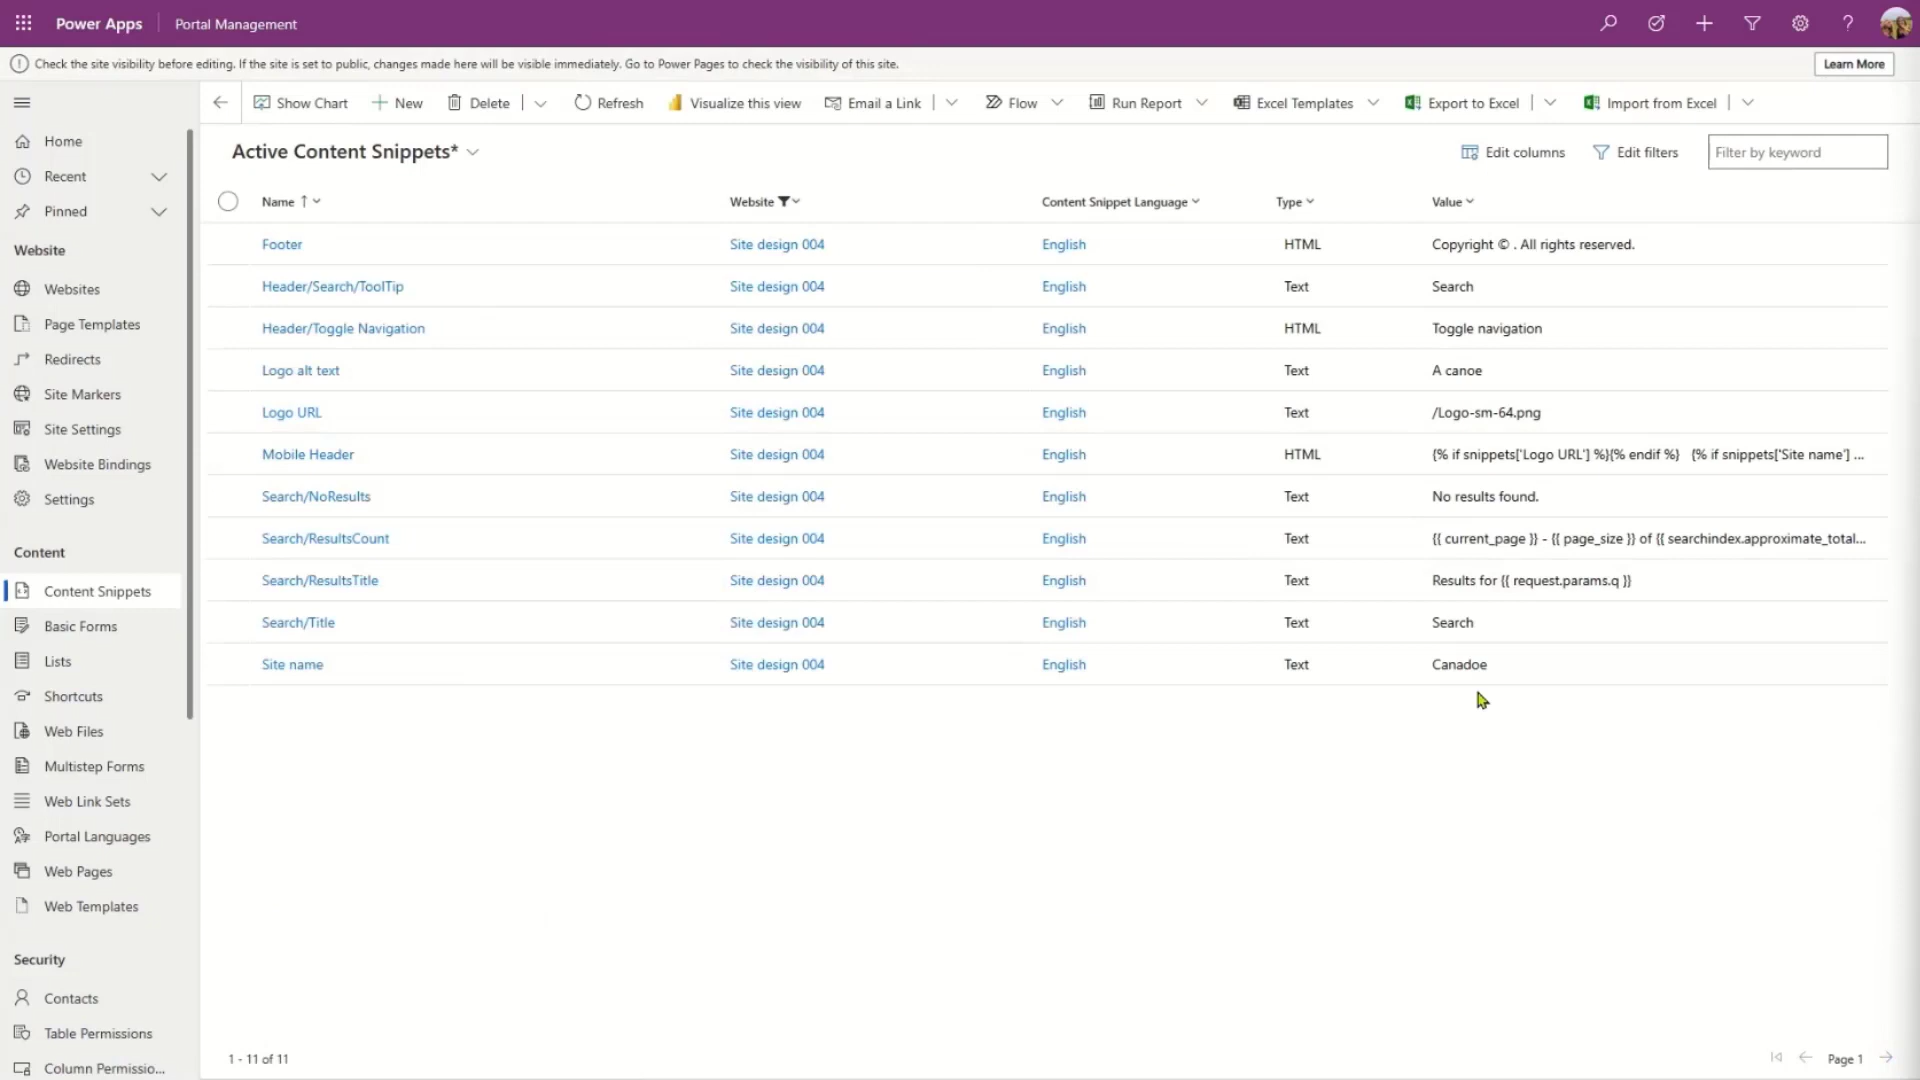 Power Apps Portal Management
Check the site visibility before editing. If the site is set to public, changes made here will be visible immediately. Go to Power Pages to check the visibility of this site. Learn More
Show Chart New Delete Refresh Visualize this view Email a Link Flow Run Report Excel Templates Export to Excel Import from Excel
Home
Recent
Pinned
Website
Websites
Page Templates
Redirects
Site Markers
Site Settings
Website Bindings
Settings
Content
Content Snippets
Basic Forms
Lists
Shortcuts
Web Files
Multistep Forms
Web Link Sets
Portal Languages
Web Pages
Web Templates
Security
Contacts
Table Permissions
Column Permissio...
Active Content Snippets* Edit columns Edit filters Filter by keyword
Name ↑ Website Content Snippet Language Type Value
Footer Site design 004 English HTML Copyright © . All rights reserved.
Header/Search/ToolTip Site design 004 English Text Search
Header/Toggle Navigation Site design 004 English HTML Toggle navigation
Logo alt text Site design 004 English Text A canoe
Logo URL Site design 004 English Text /Logo-sm-64.png
Mobile Header Site design 004 English HTML {% if snippets['Logo URL'] %}{% endif %} {% if snippets['Site name'] ...
Search/NoResults Site design 004 English Text No results found.
Search/ResultsCount Site design 004 English Text {{ current_page }} - {{ page_size }} of {{ searchindex.approximate_total...
Search/ResultsTitle Site design 004 English Text Results for {{ request.params.q }}
Search/Title Site design 004 English Text Search
Site name Site design 004 English Text Canadoe
1 - 11 of 11 Page 1